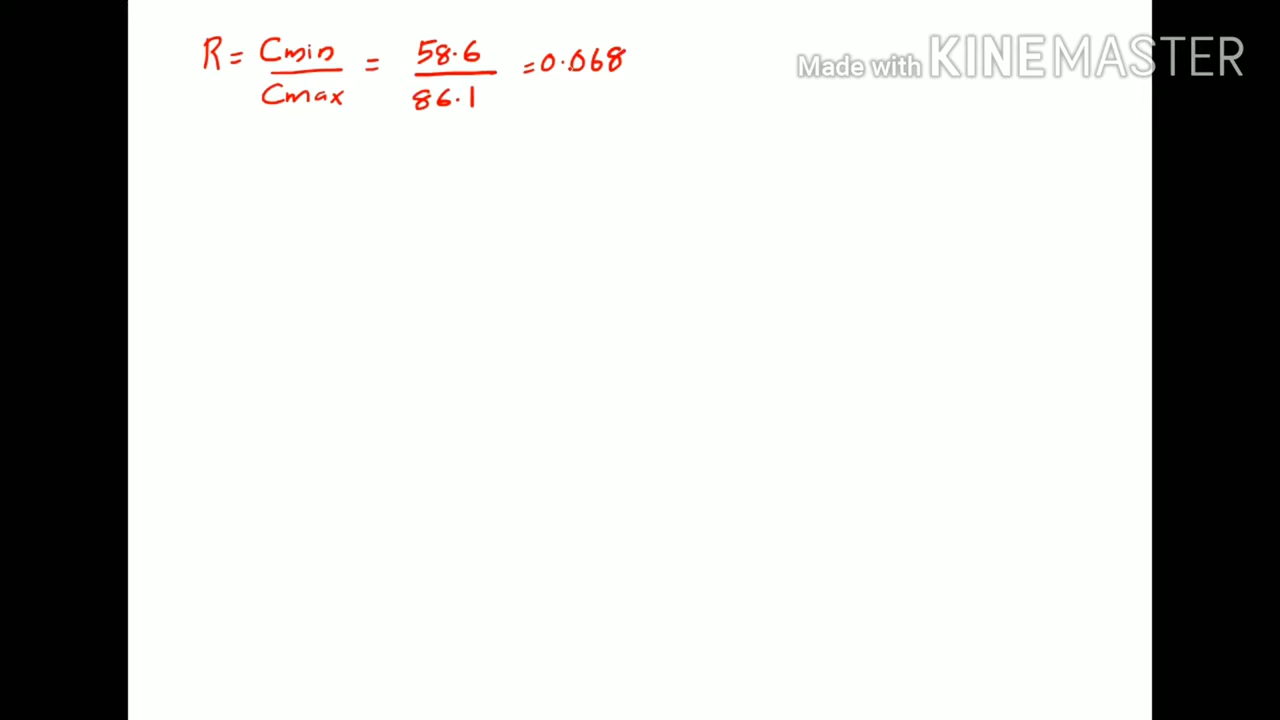 R = Cmin / Cmax = 58.6 / 86.1 = 0.068
Made with KINEMASTER